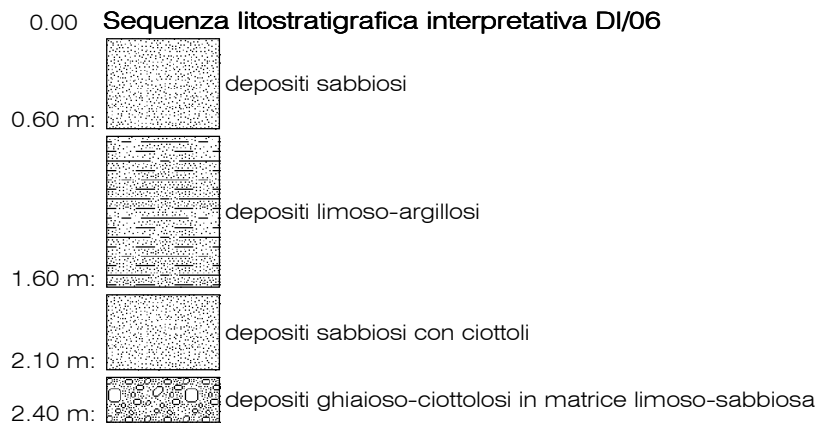 0.00 Sequenza litostratigrafica interpretativa DI/06
depositi sabbiosi
0.60 m:
depositi limoso-argillosi
1.60 m:
depositi sabbiosi con ciottoli
2.10 m:
depositi ghiaioso-ciottolosi in matrice limoso-sabbiosa
2.40 m: